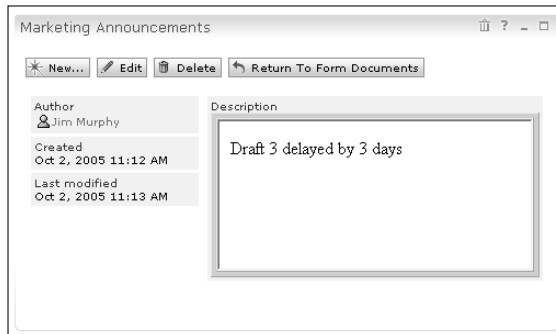 Marketing Announcements ? 
New... Edit Delete Return To Form Documents
Author
Jim Murphy
Created
Oct 2, 2005 11:12 AM
Last modified
Oct 2, 2005 11:13 AM
Description
Draft 3 delayed by 3 days